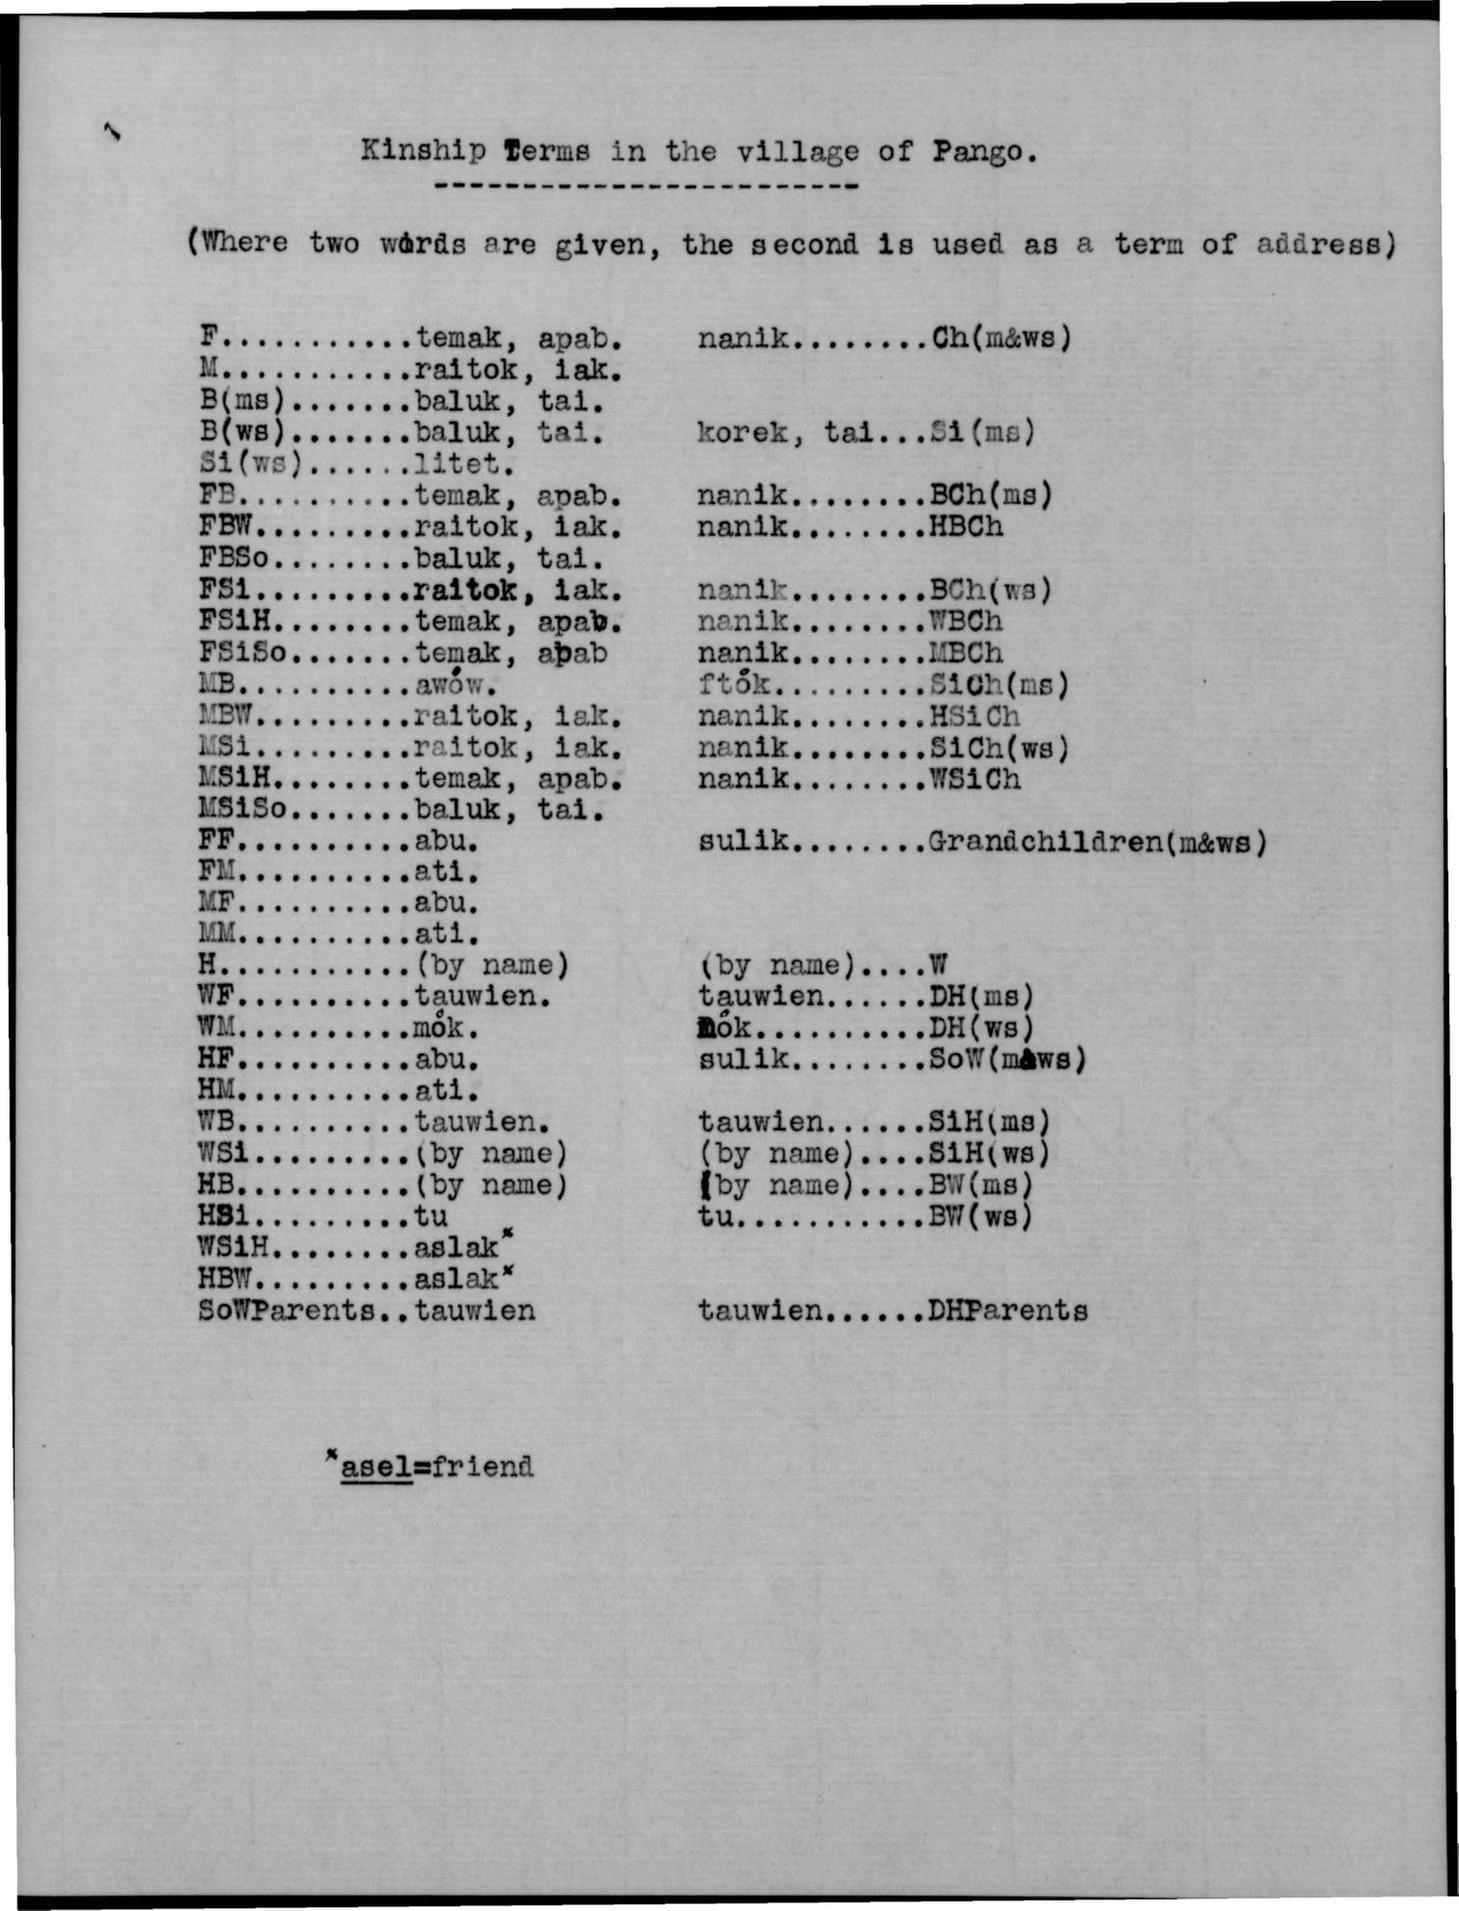 Kinship Terms in the village of Pango.
------------------------
(Where two words are given, the second is used as a term of address)
F...........temak, apab. nanik........Ch(m&ws)
M...........raitok, iak.
B(ms).......baluk, tai.
B(ws).......baluk, tai. korek, tai...Si(ms)
Si(ws)......litet.
FB..........temak, apab. nanik........BCh(ms)
FBW.........raitok, iak. nanik........HBCh
FBSo........baluk, tai.
FSi.........raitok, iak. nanik........BCh(ws)
FSiH........temak, apab. nanik........WBCh
FSiSo.......temak, apab nanik........MBCh
MB..........awów. ftók.........SiCh(ms)
MBW.........raitok, iak. nanik........HSiCh
MSi.........raitok, iak. nanik........SiCh(ws)
MSiH........temak, apab. nanik........WSiCh
MSiSo.......baluk, tai.
FF..........abu. sulik........Grandchildren(m&ws)
FM..........ati.
MF..........abu.
MM..........ati.
H...........(by name) (by name)....W
WF..........tauwien. tauwien......DH(ms)
WM..........mók. mók..........DH(ws)
HF..........abu. sulik........SoW(m&ws)
HM..........ati.
WB..........tauwien. tauwien......SiH(ms)
WSi.........(by name) (by name)....SiH(ws)
HB..........(by name) (by name)....BW(ms)
HSi.........tu tu...........BW(ws)
WSiH........aslak*
HBW.........aslak*
SoWParents..tauwien tauwien......DHParents
*asel=friend